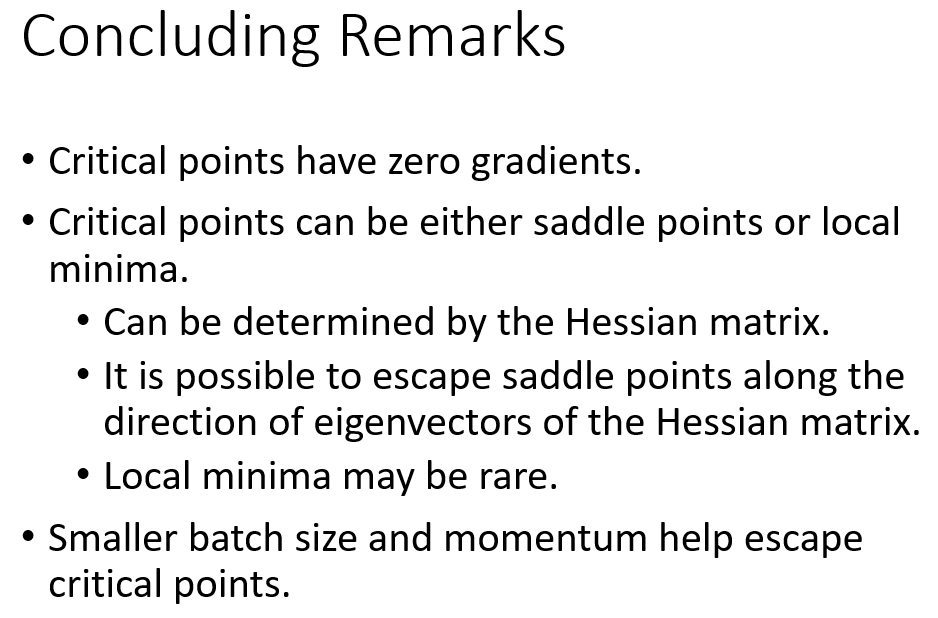 Concluding Remarks
• Critical points have zero gradients.
• Critical points can be either saddle points or local
minima.
• Can be determined by the Hessian matrix.
• It is possible to escape saddle points along the
direction of eigenvectors of the Hessian matrix.
• Local minima may be rare.
• Smaller batch size and momentum help escape
critical points.